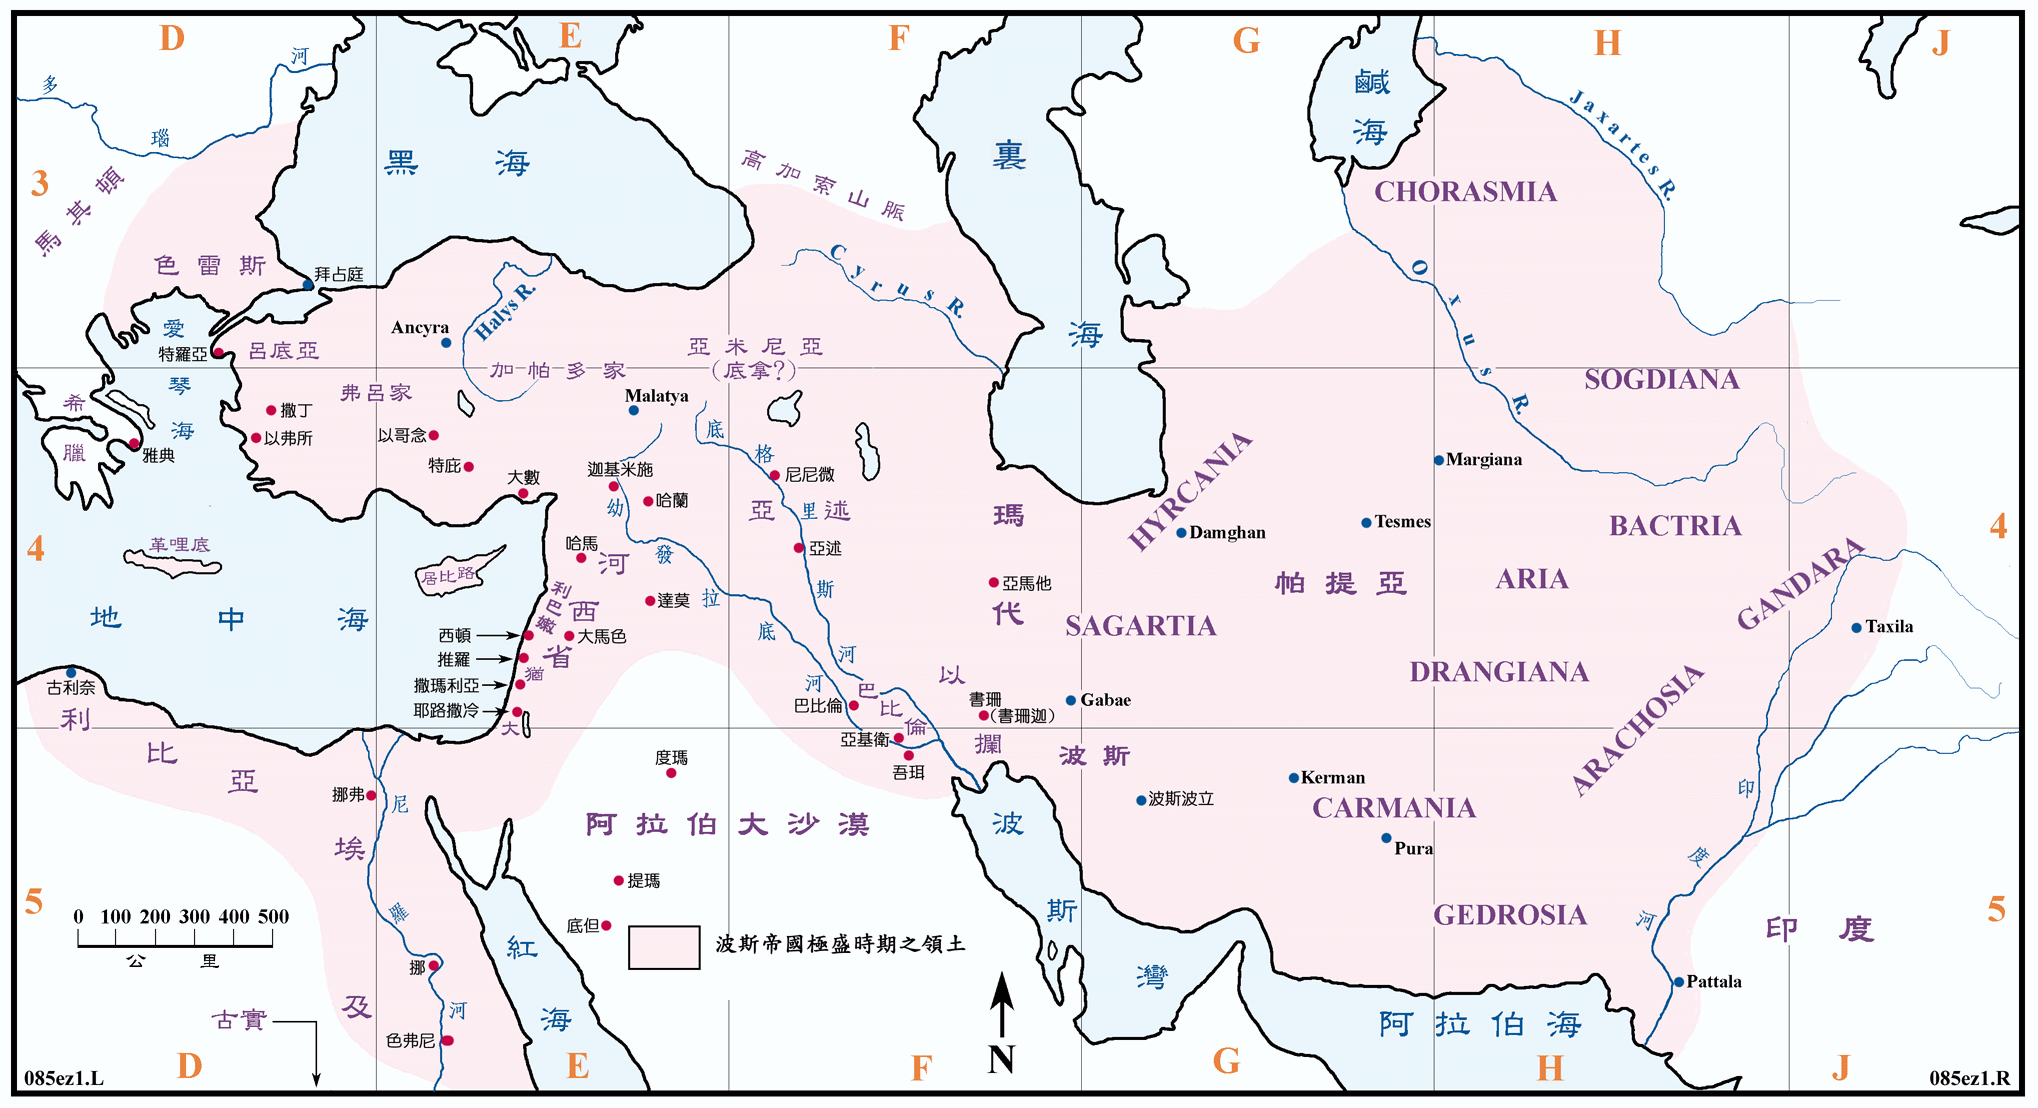 D
E
F
G
H
J
3
4
5
3
4
5
D
E
F
G
H
J
多瑙河
馬其頓
色雷斯
拜占庭
黑海
高加索山脈
裏海
鹹海
Jaxartes R.
CHORASMIA
Cyrus R.
Oxus R.
愛琴海
特羅亞
呂底亞
Ancyra
Halys R.
加帕多家
亞米尼亞
(底拿?)
SOGDIANA
希臘
雅典
撒丁
以弗所
弗呂家
以哥念
特庇
大數
Malatya
迦基米施
哈蘭
底格里斯河
尼尼微
亞述
亞述
幼發拉底河
HYRCANIA
Margiana
Damghan
Tesmes
BACTRIA
瑪代
亞馬他
帕提亞
ARIA
GANDARA
Taxila
SAGARTIA
DRANGIANA
ARACHOSIA
革哩底
居比路
地中海
哈馬
河西省
利巴嫩
達莫
西頓
大馬色
推羅
撒瑪利亞
猶大
耶路撒冷
古利奈
利比亞
巴比倫
巴比倫
亞基衛
吾珥
以攔
書珊
(書珊迦)
Gabae
波斯
波斯波立
Kerman
CARMANIA
Pura
GEDROSIA
印度河
印度
Pattala
度瑪
阿拉伯大沙漠
提瑪
底但
挪弗
尼羅河
埃及
挪
色弗尼
古實
紅海
波斯灣
阿拉伯海
0 100 200 300 400 500
公里
波斯帝國極盛時期之領土
N
085ez1.L
085ez1.R